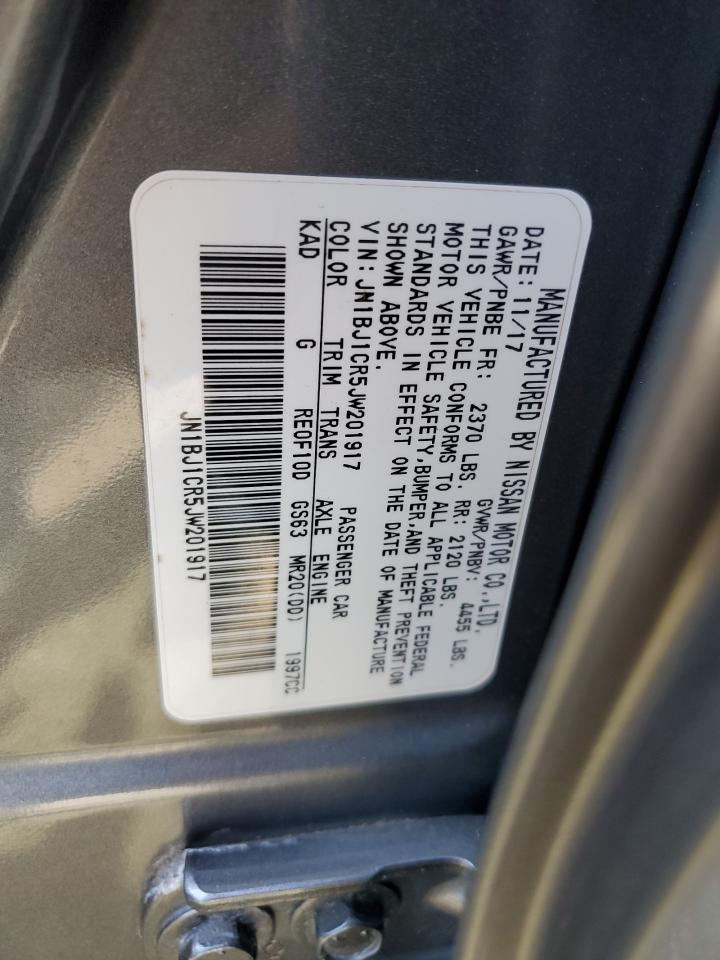 MANUFACTURED BY NISSAN MOTOR CO.,LTD.
DATE: 11/17 GVWR/PNBV: 4455 LBS.
GAWR/PNBE FR: 2370 LBS. RR: 2120 LBS.
THIS VEHICLE CONFORMS TO ALL APPLICABLE FEDERAL
MOTOR VEHICLE SAFETY,BUMPER,AND THEFT PREVENTION
STANDARDS IN EFFECT ON THE DATE OF MANUFACTURE
SHOWN ABOVE.
VIN: JN1BJ1CR5JW201917 PASSENGER CAR
COLOR TRIM TRANS AXLE ENGINE
KAD G RE0F10D GS63 MR20(DD) 1997CC
JN1BJ1CR5JW201917